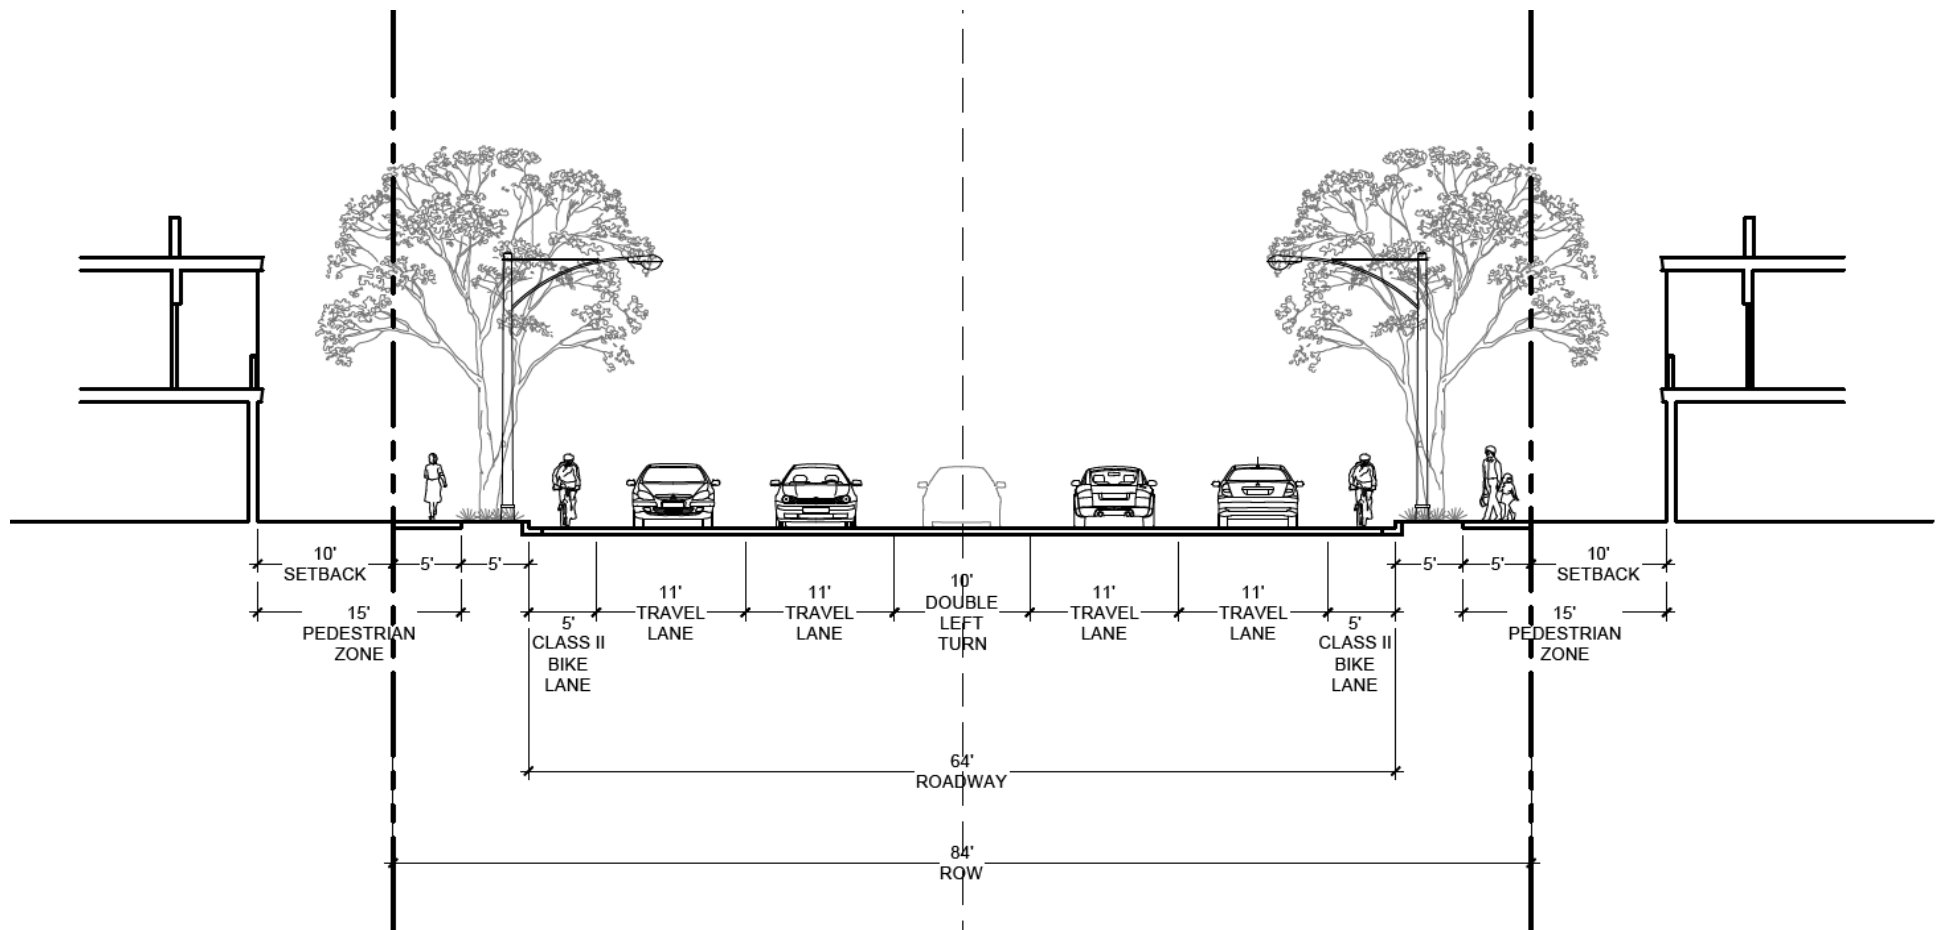 10'
SETBACK
5'
5'
15'
PEDESTRIAN
ZONE
5'
CLASS II
BIKE
LANE
11'
TRAVEL
LANE
11'
TRAVEL
LANE
10'
DOUBLE
LEFT
TURN
11'
TRAVEL
LANE
11'
TRAVEL
LANE
5'
CLASS II
BIKE
LANE
5'
5'
10'
SETBACK
15'
PEDESTRIAN
ZONE
64'
ROADWAY
84'
ROW